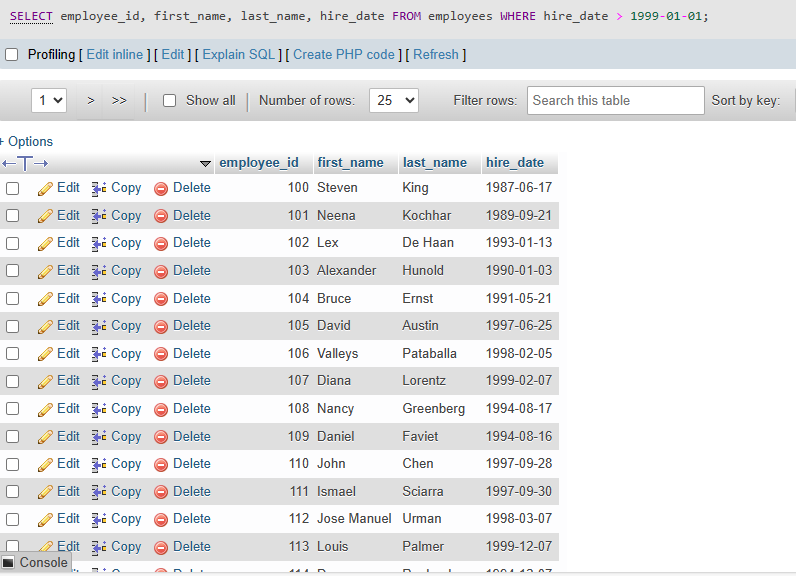 SELECT employee_id, first_name, last_name, hire_date FROM employees WHERE hire_date > 1999-01-01;
Profiling [ Edit inline ] [ Edit ] [ Explain SQL ] [ Create PHP code ] [ Refresh ]
1 > >> Show all Number of rows: 25 Filter rows: Search this table Sort by key:
+ Options
←T→ employee_id first_name last_name hire_date
Edit Copy Delete 100 Steven King 1987-06-17
Edit Copy Delete 101 Neena Kochhar 1989-09-21
Edit Copy Delete 102 Lex De Haan 1993-01-13
Edit Copy Delete 103 Alexander Hunold 1990-01-03
Edit Copy Delete 104 Bruce Ernst 1991-05-21
Edit Copy Delete 105 David Austin 1997-06-25
Edit Copy Delete 106 Valleys Pataballa 1998-02-05
Edit Copy Delete 107 Diana Lorentz 1999-02-07
Edit Copy Delete 108 Nancy Greenberg 1994-08-17
Edit Copy Delete 109 Daniel Faviet 1994-08-16
Edit Copy Delete 110 John Chen 1997-09-28
Edit Copy Delete 111 Ismael Sciarra 1997-09-30
Edit Copy Delete 112 Jose Manuel Urman 1998-03-07
Edit Copy Delete 113 Louis Palmer 1999-12-07
Console